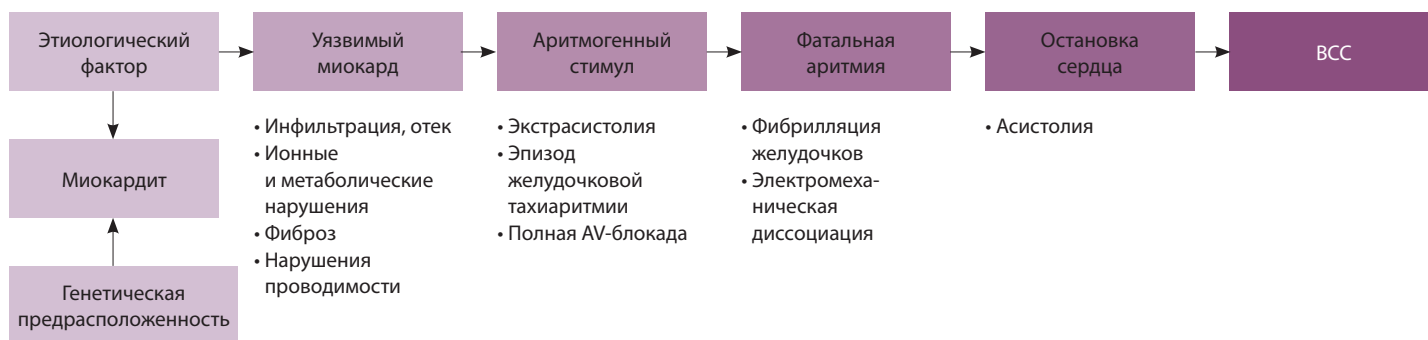 Этиологический
фактор
Уязвимый
миокард
Аритмогенный
стимул
Фатальная
аритмия
Остановка
сердца
ВСС
Миокардит
Генетическая
предрасположенность
• Инфильтрация, отек
• Ионные
и метаболические
нарушения
• Фиброз
• Нарушения
проводимости
• Экстрасистолия
• Эпизод
желудочковой
тахиаритмии
• Полная AV-блокада
• Фибрилляция
желудочков
• Электромеха-
ническая
диссоциация
• Асистолия